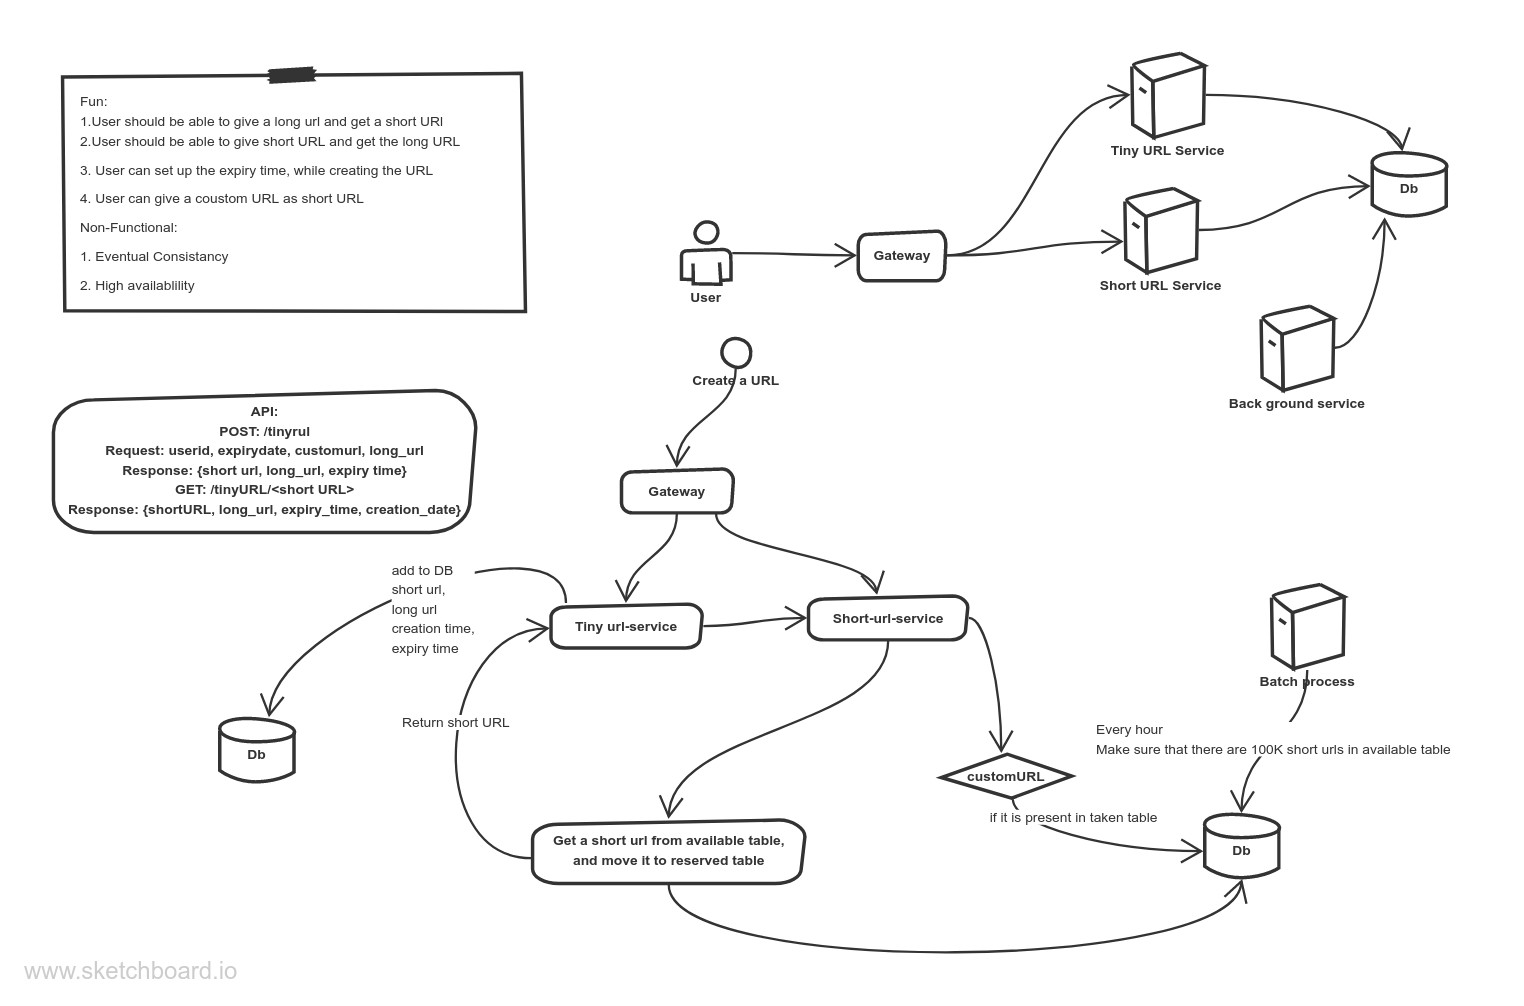 Fun:
1.User should be able to give a long url and get a short URl
2.User should be able to give short URL and get the long URL
3. User can set up the expiry time, while creating the URL
4. User can give a coustom URL as short URL
Non-Functional:
1. Eventual Consistancy
2. High availablility
Tiny URL Service
Db
Gateway
User
Short URL Service
Back ground service
Create a URL
API:
POST: /tinyrul
Request: userid, expirydate, customurl, long_url
Response: {short url, long_url, expiry time}
GET: /tinyURL/<short URL>
Response: {shortURL, long_url, expiry_time, creation_date}
Gateway
add to DB
short url,
long url
creation time,
expiry time
Tiny url-service
Short-url-service
Batch process
Return short URL
Every hour
Make sure that there are 100K short urls in available table
Db
customURL
if it is present in taken table
Get a short url from available table,
and move it to reserved table
Db
www.sketchboard.io